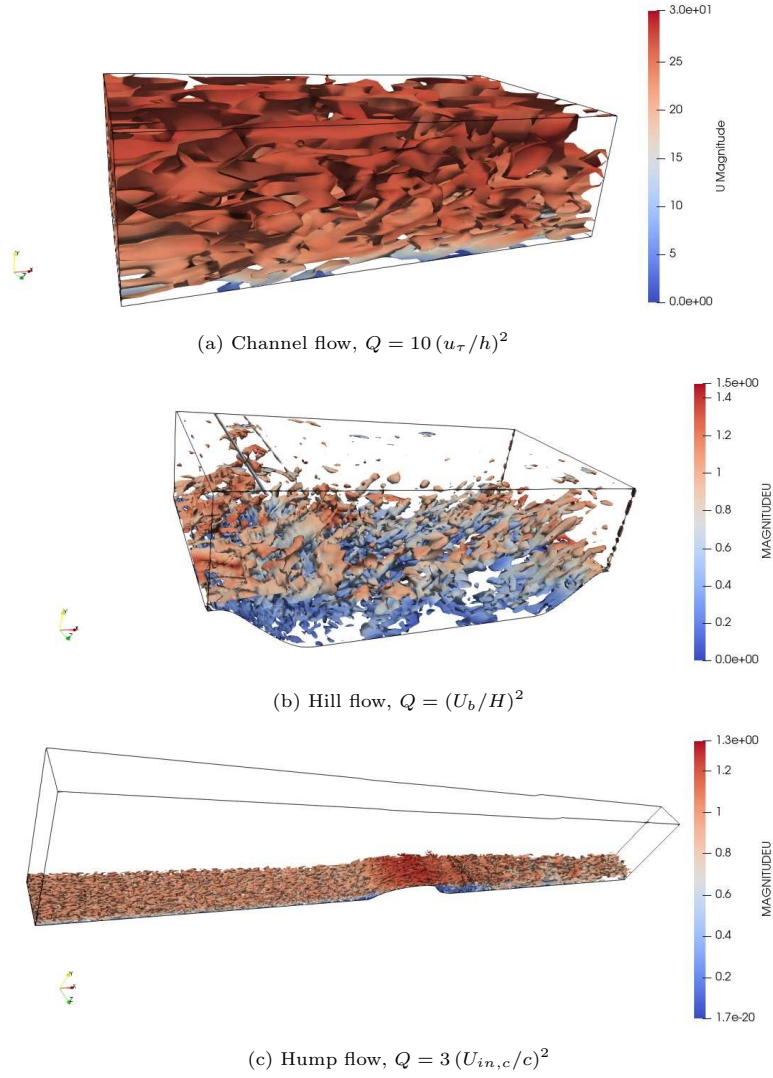 3.0e+01
25
20
15
10
5
0.0e+00
U Magnitude
Y
X
Z
(a) Channel flow, Q = 10 (u_τ/h)^2
1.5e+00
1.4
1.2
1
0.8
0.6
0.4
0.2
0.0e+00
MAGNITUDEU
Y
X
Z
(b) Hill flow, Q = (U_b/H)^2
1.3e+00
1
0.8
0.6
0.4
0.2
1.7e-20
MAGNITUDEU
Y
X
Z
(c) Hump flow, Q = 3 (U_{in,c}/c)^2